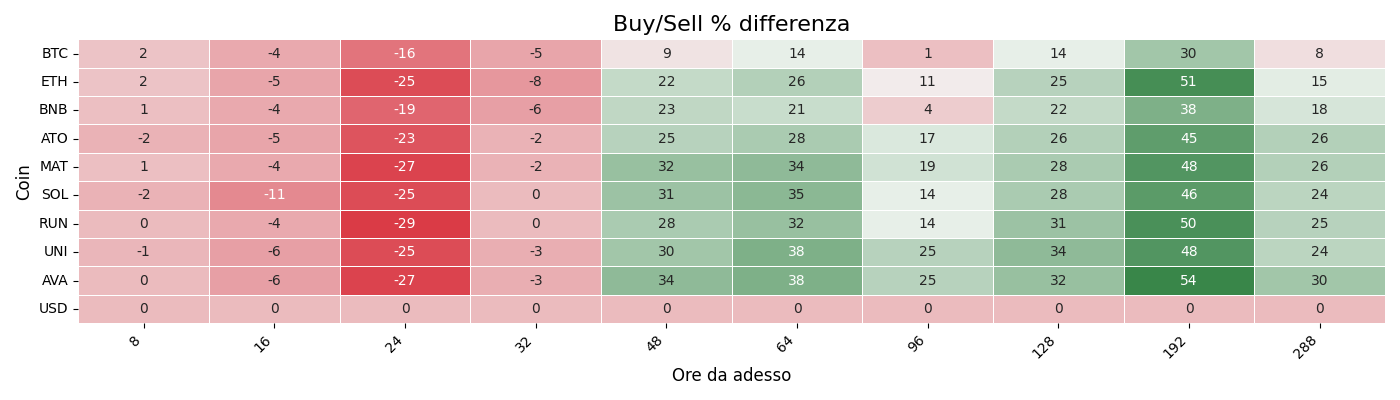 Buy/Sell % differenza
Coin
BTC 2 -4 -16 -5 9 14 1 14 30 8
ETH 2 -5 -25 -8 22 26 11 25 51 15
BNB 1 -4 -19 -6 23 21 4 22 38 18
ATO -2 -5 -23 -2 25 28 17 26 45 26
MAT 1 -4 -27 -2 32 34 19 28 48 26
SOL -2 -11 -25 0 31 35 14 28 46 24
RUN 0 -4 -29 0 28 32 14 31 50 25
UNI -1 -6 -25 -3 30 38 25 34 48 24
AVA 0 -6 -27 -3 34 38 25 32 54 30
USD 0 0 0 0 0 0 0 0 0 0
8 16 24 32 48 64 96 128 192 288
Ore da adesso